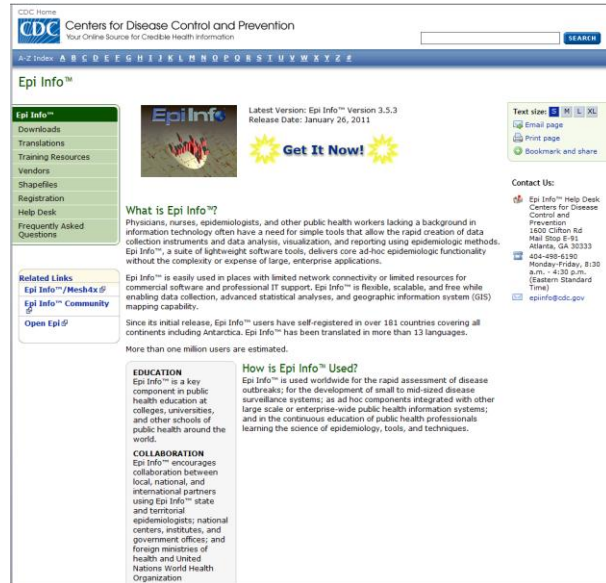 CDC Home
CDC
Centers for Disease Control and Prevention
Your Online Source for Credible Health Information
SEARCH
A-Z Index A B C D E F G H I J K L M N O P Q R S T U V W X Y Z #
Epi Info™
Epi Info™
Downloads
Translations
Training Resources
Vendors
Shapefiles
Registration
Help Desk
Frequently Asked
Questions
Related Links
Epi Info™/Mesh4x
Epi Info™ Community
Open Epi
Epi Info
Latest Version: Epi Info™ Version 3.5.3
Release Date: January 26, 2011
Get It Now!
What is Epi Info™?
Physicians, nurses, epidemiologists, and other public health workers lacking a background in
information technology often have a need for simple tools that allow the rapid creation of data
collection instruments and data analysis, visualization, and reporting using epidemiologic methods.
Epi Info™, a suite of lightweight software tools, delivers core ad-hoc epidemiologic functionality
without the complexity or expense of large, enterprise applications.
Epi Info™ is easily used in places with limited network connectivity or limited resources for
commercial software and professional IT support. Epi Info™ is flexible, scalable, and free while
enabling data collection, advanced statistical analyses, and geographic information system (GIS)
mapping capability.
Since its initial release, Epi Info™ users have self-registered in over 181 countries covering all
continents including Antarctica. Epi Info™ has been translated in more than 13 languages.
More than one million users are estimated.
EDUCATION
Epi Info™ is a key
component in public
health education at
colleges, universities,
and other schools of
public health around the
world.
COLLABORATION
Epi Info™ encourages
collaboration between
local, national, and
international partners
using Epi Info™ state
and territorial
epidemiologists; national
centers, institutes, and
government offices; and
foreign ministries of
health and United
Nations World Health
Organization
How is Epi Info™ Used?
Epi Info™ is used worldwide for the rapid assessment of disease
outbreaks; for the development of small to mid-sized disease
surveillance systems; as ad hoc components integrated with other
large scale or enterprise-wide public health information systems;
and in the continuous education of public health professionals
learning the science of epidemiology, tools, and techniques.
Text size: S M L XL
Email page
Print page
Bookmark and share
Contact Us:
Epi Info™ Help Desk
Centers for Disease
Control and
Prevention
1600 Clifton Rd
Mail Stop E-91
Atlanta, GA 30333
404-498-6190
Monday-Friday, 8:30
a.m. - 4:30 p.m.
(Eastern Standard
Time)
epiinfo@cdc.gov